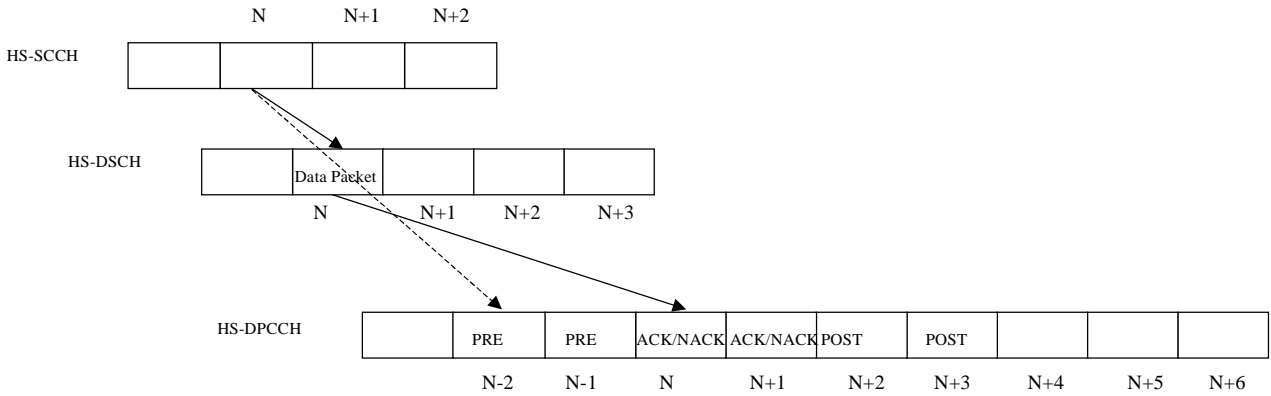 N N+1 N+2
HS-SCCH
HS-DSCH
Data Packet
N N+1 N+2 N+3
HS-DPCCH
PRE PRE ACK/NACK ACK/NACK POST POST
N-2 N-1 N N+1 N+2 N+3 N+4 N+5 N+6